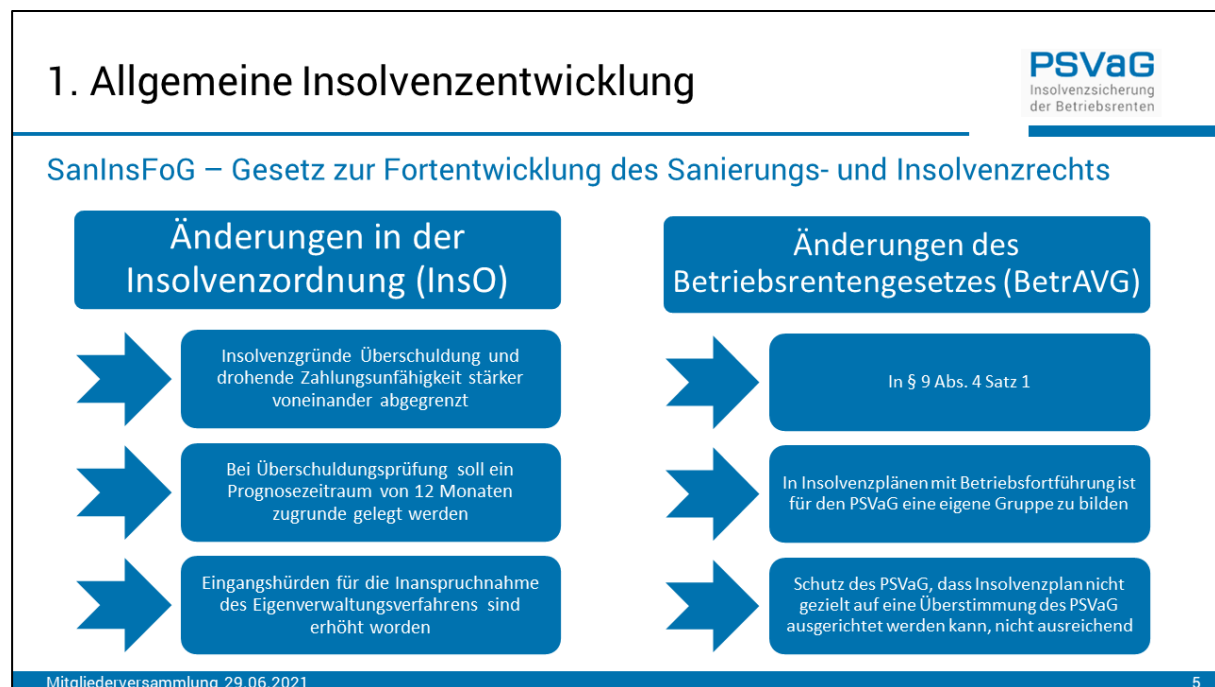 1. Allgemeine Insolvenzentwicklung
PSVaG
Insolvenzsicherung
der Betriebsrenten
SanInsFoG – Gesetz zur Fortentwicklung des Sanierungs- und Insolvenzrechts
Änderungen in der
Insolvenzordnung (InsO)
Insolvenzgründe Überschuldung und
drohende Zahlungsunfähigkeit stärker
voneinander abgegrenzt
Bei Überschuldungsprüfung soll ein
Prognosezeitraum von 12 Monaten
zugrunde gelegt werden
Eingangshürden für die Inanspruchnahme
des Eigenverwaltungsverfahrens sind
erhöht worden
Änderungen des
Betriebsrentengesetzes (BetrAVG)
In § 9 Abs. 4 Satz 1
In Insolvenzplänen mit Betriebsfortführung ist
für den PSVaG eine eigene Gruppe zu bilden
Schutz des PSVaG, dass Insolvenzplan nicht
gezielt auf eine Überstimmung des PSVaG
ausgerichtet werden kann, nicht ausreichend
Mitgliederversammlung 29.06.2021
5